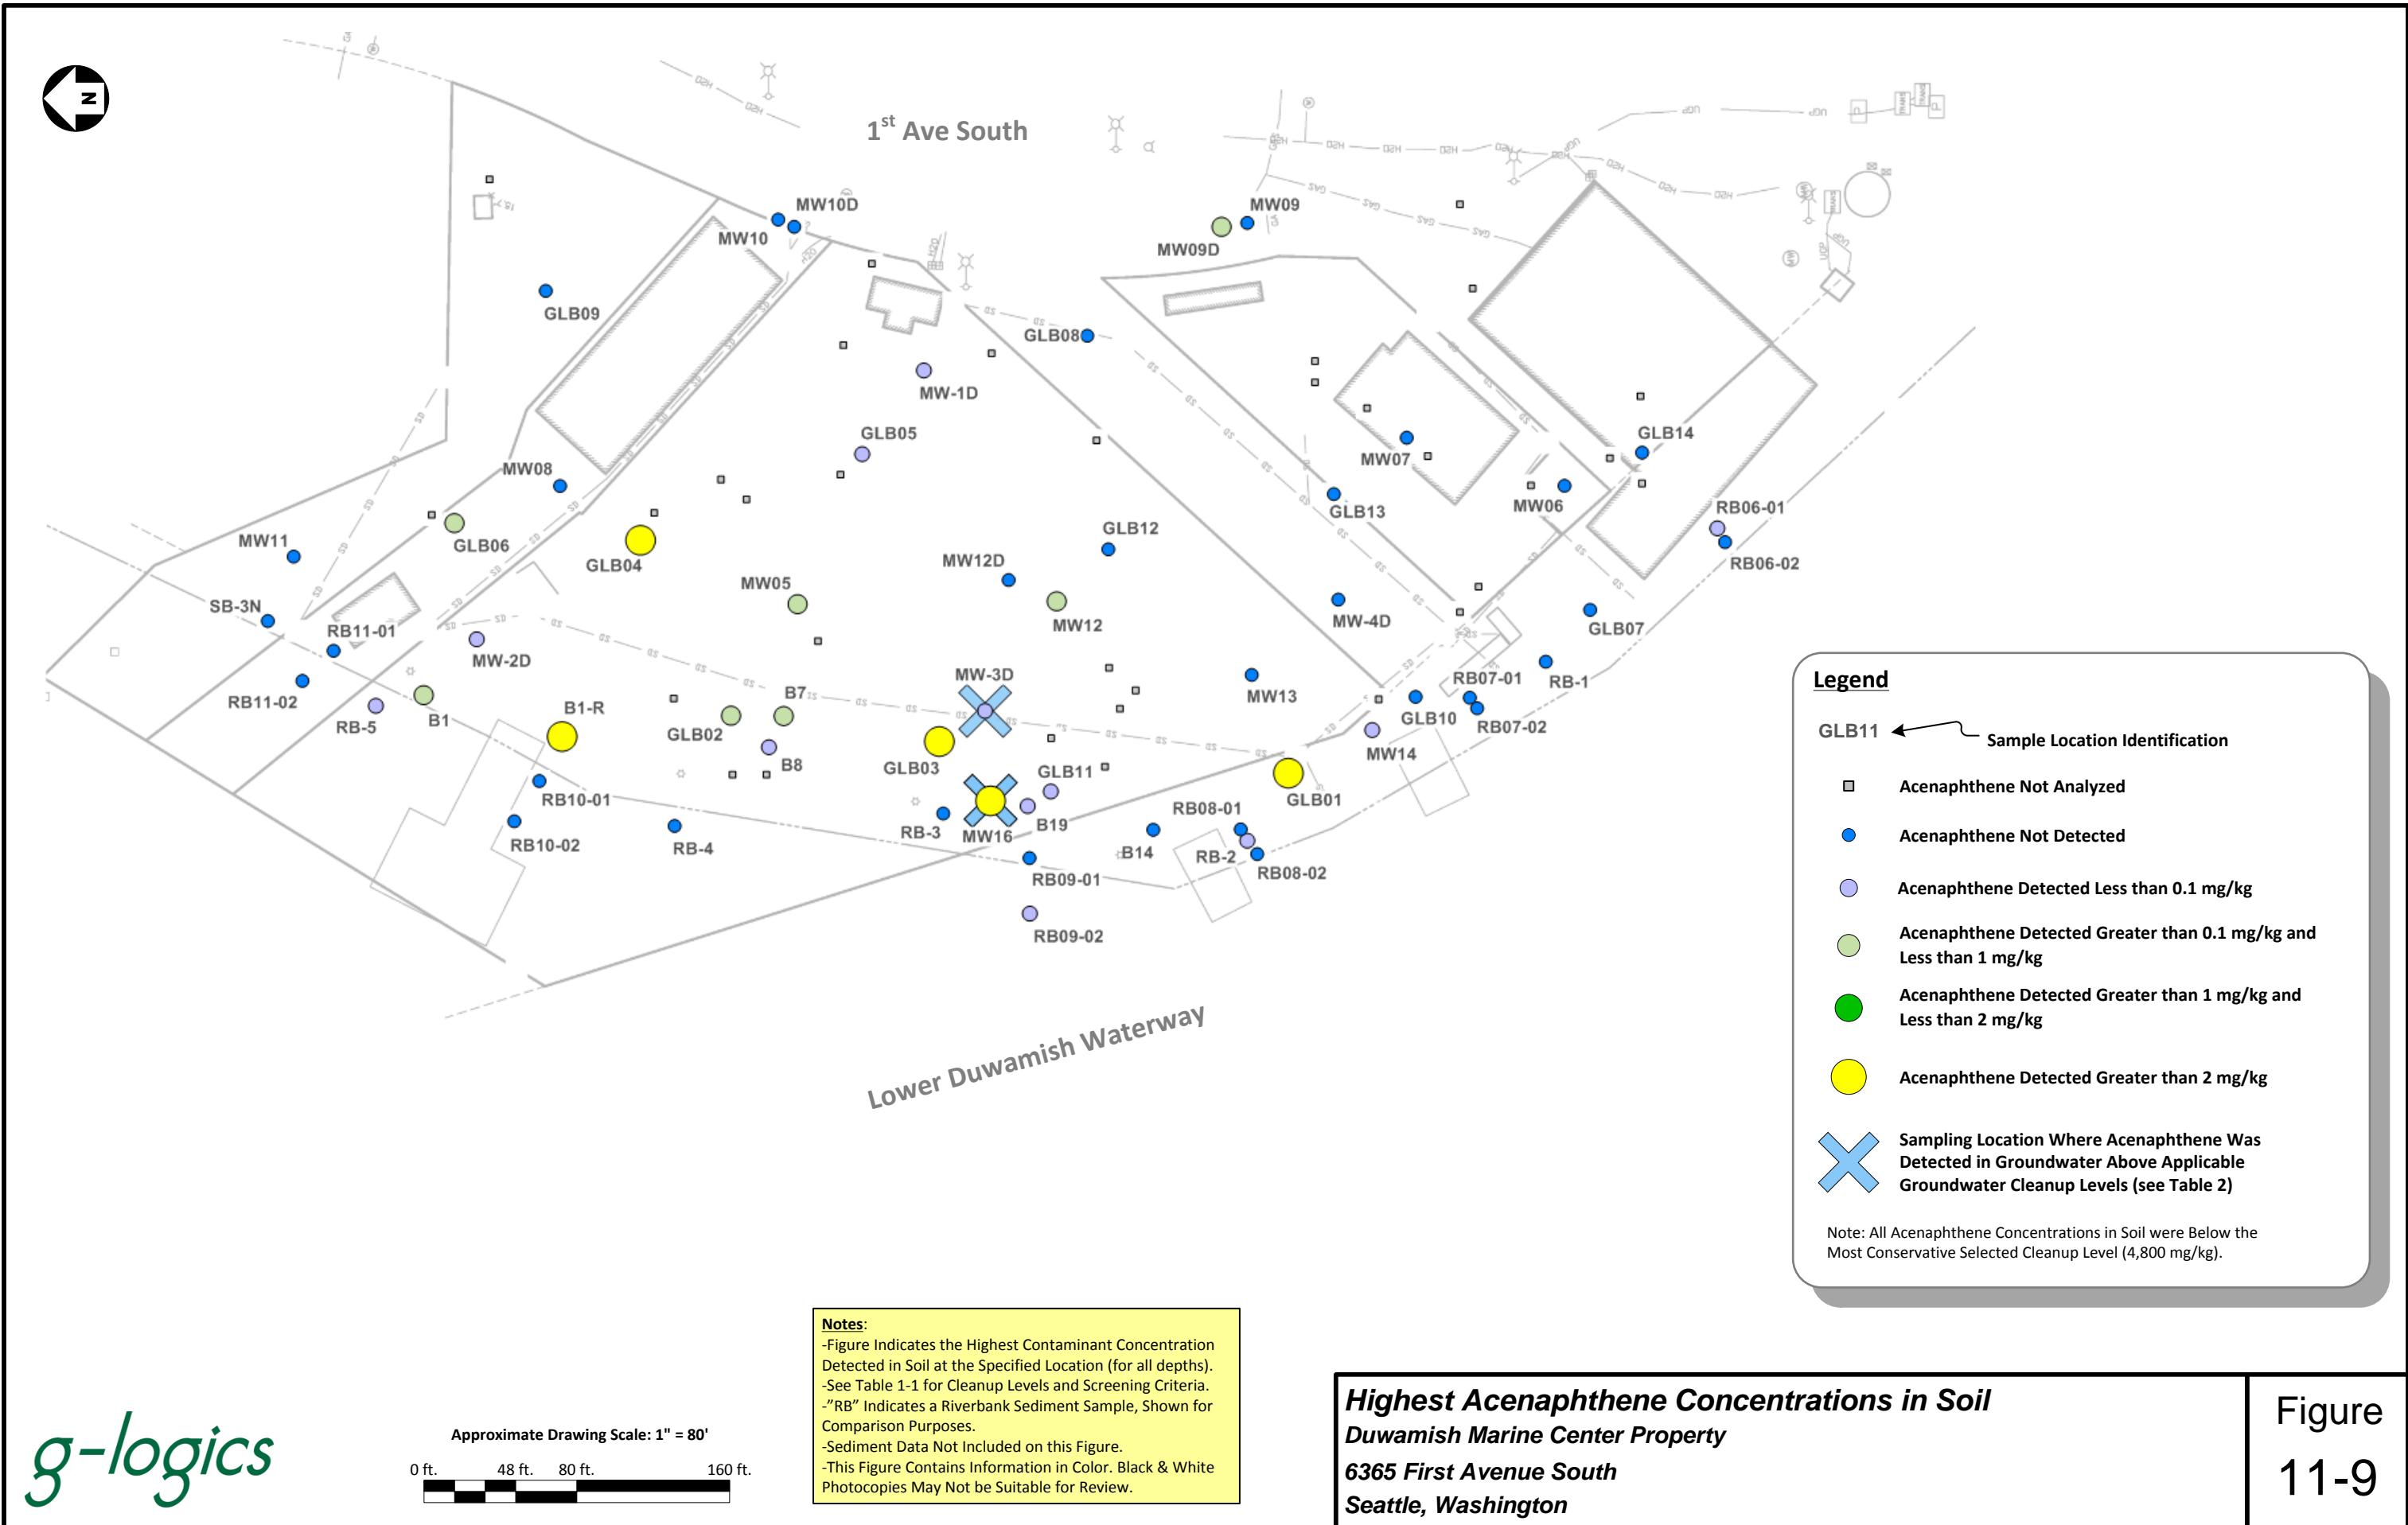 N
1st Ave South
MW10D
MW10
MW09
MW09D
GLB09
GLB08
MW-1D
GLB05
MW08
MW07
GLB14
GLB13
MW06
RB06-01
RB06-02
MW11
GLB06
GLB04
GLB12
MW12D
MW05
MW12
MW-4D
GLB07
SB-3N
RB11-01
MW-2D
RB11-02
RB-5
B1
B1-R
B7
GLB02
B8
MW-3D
GLB03
MW13
RB07-01
RB-1
GLB10
RB07-02
MW14
GLB11
GLB01
RB10-01
RB10-02
RB-4
RB-3
MW16
B19
RB08-01
B14
RB-2
RB08-02
RB09-01
RB09-02
Lower Duwamish Waterway
Legend
GLB11
Sample Location Identification
Acenaphthene Not Analyzed
Acenaphthene Not Detected
Acenaphthene Detected Less than 0.1 mg/kg
Acenaphthene Detected Greater than 0.1 mg/kg and
Less than 1 mg/kg
Acenaphthene Detected Greater than 1 mg/kg and
Less than 2 mg/kg
Acenaphthene Detected Greater than 2 mg/kg
Sampling Location Where Acenaphthene Was
Detected in Groundwater Above Applicable
Groundwater Cleanup Levels (see Table 2)
Note: All Acenaphthene Concentrations in Soil were Below the
Most Conservative Selected Cleanup Level (4,800 mg/kg).
g-logics
Approximate Drawing Scale: 1" = 80'
0 ft. 48 ft. 80 ft. 160 ft.
Notes:
-Figure Indicates the Highest Contaminant Concentration
Detected in Soil at the Specified Location (for all depths).
-See Table 1-1 for Cleanup Levels and Screening Criteria.
-"RB" Indicates a Riverbank Sediment Sample, Shown for
Comparison Purposes.
-Sediment Data Not Included on this Figure.
-This Figure Contains Information in Color. Black & White
Photocopies May Not be Suitable for Review.
Highest Acenaphthene Concentrations in Soil
Duwamish Marine Center Property
6365 First Avenue South
Seattle, Washington
Figure
11-9